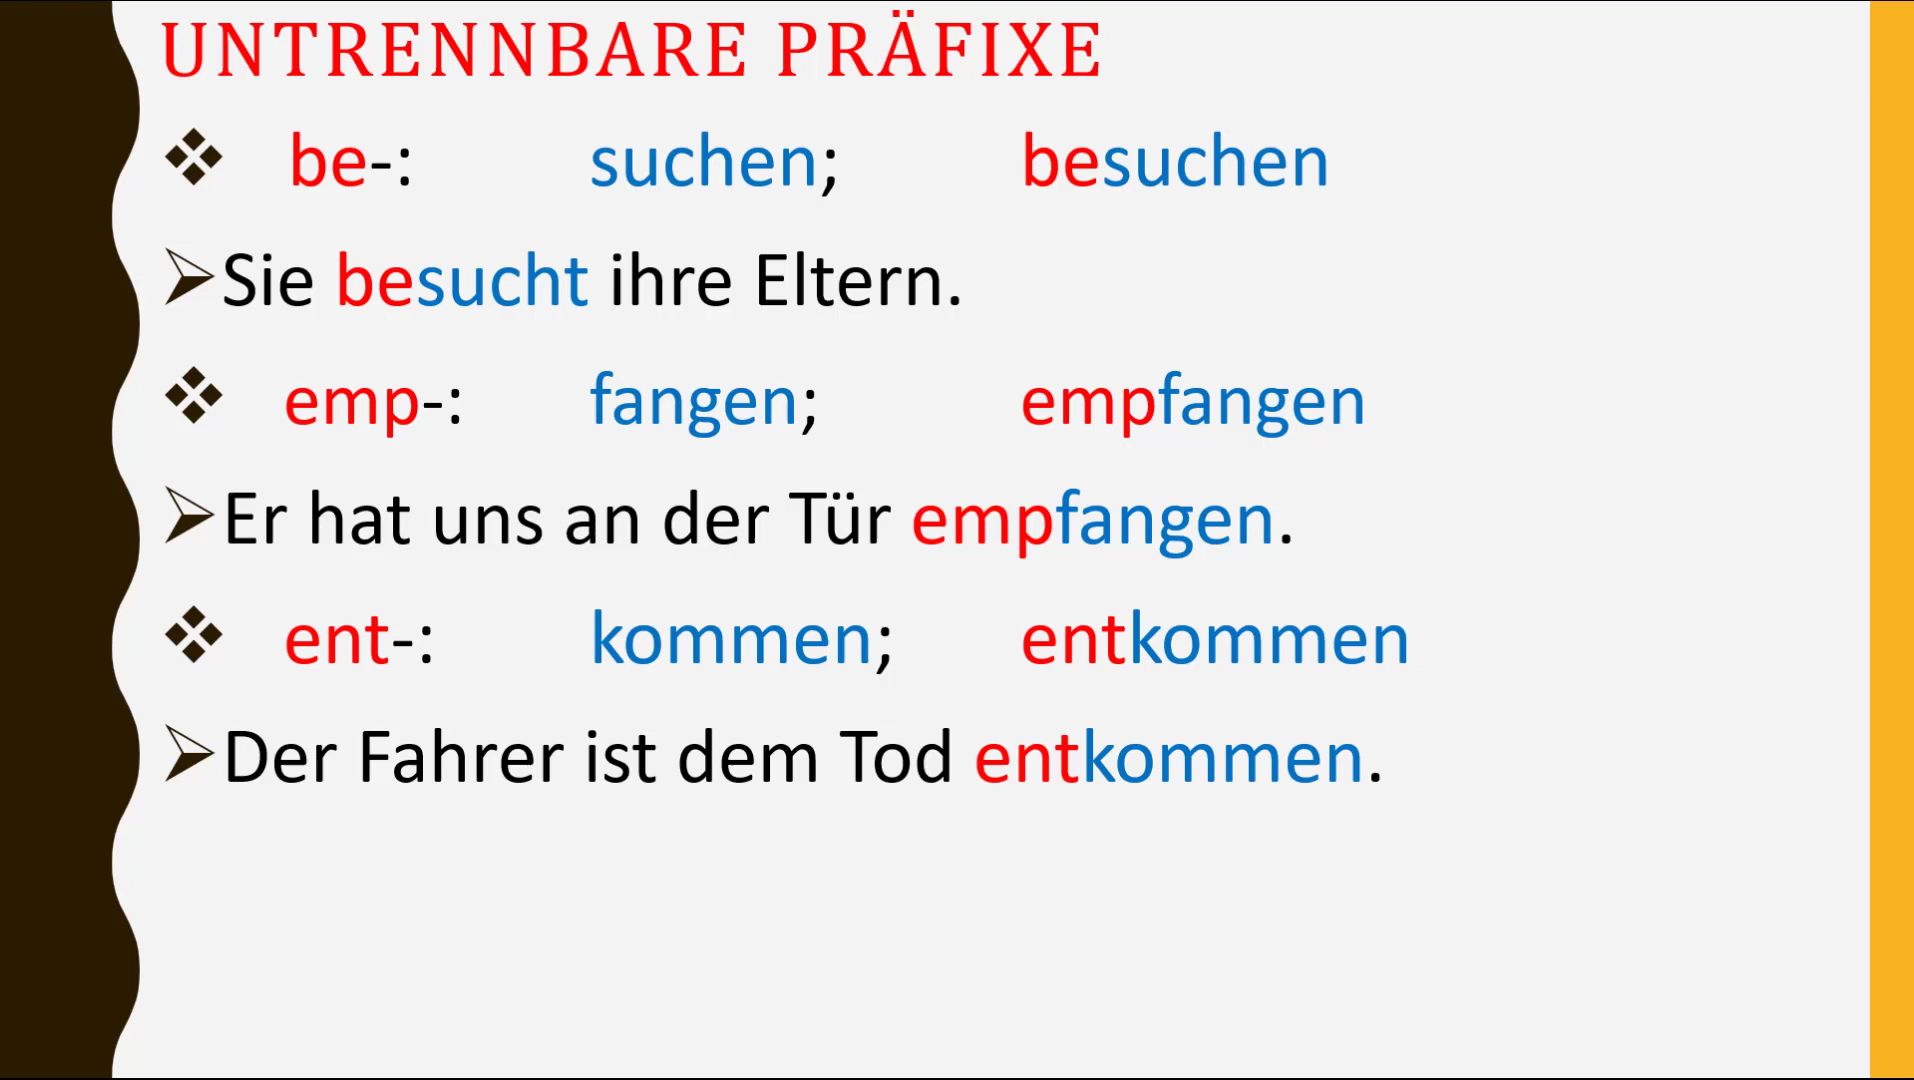 UNTRENNBARE PRÄFIXE
be-: suchen; besuchen
Sie besucht ihre Eltern.
emp-: fangen; empfangen
Er hat uns an der Tür empfangen.
ent-: kommen; entkommen
Der Fahrer ist dem Tod entkommen.